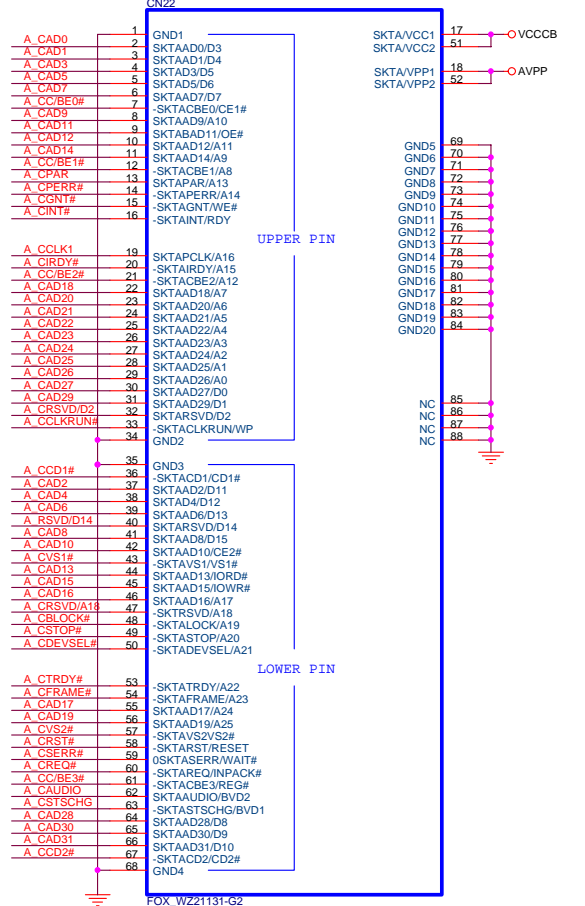 CN22
1 GND1
A_CAD0 2 SKTAAD0/D3
A_CAD1 3 SKTAAD1/D4
A_CAD3 4 SKTAD3/D5
A_CAD5 5 SKTAD5/D6
A_CAD7 6 SKTAAD7/D7
A_CC/BE0# 7 -SKTACBE0/CE1#
A_CAD9 8 SKTAAD9/A10
A_CAD11 9 SKTABAD11/OE#
A_CAD12 10 SKTAAD12/A11
A_CAD14 11 SKTAAD14/A9
A_CC/BE1# 12 -SKTACBE1/A8
A_CPAR 13 SKTAPAR/A13
A_CPERR# 14 -SKTAPERR/A14
A_CGNT# 15 -SKTAGNT/WE#
A_CINT# 16 -SKTAINT/RDY
UPPER PIN
A_CCLK1 19 SKTAPCLK/A16
A_CIRDY# 20 -SKTAIRDY/A15
A_CC/BE2# 21 -SKTACBE2/A12
A_CAD18 22 SKTAAD18/A7
A_CAD20 23 SKTAAD20/A6
A_CAD21 24 SKTAAD21/A5
A_CAD22 25 SKTAAD22/A4
A_CAD23 26 SKTAAD23/A3
A_CAD24 27 SKTAAD24/A2
A_CAD25 28 SKTAAD25/A1
A_CAD26 29 SKTAAD26/A0
A_CAD27 30 SKTAAD27/D0
A_CAD29 31 SKTAAD29/D1
A_CRSVD/D2 32 SKTARSVD/D2
A_CCLKRUN# 33 -SKTACLKRUN/WP
34 GND2
35 GND3
A_CCD1# 36 -SKTACD1/CD1#
A_CAD2 37 SKTAAD2/D11
A_CAD4 38 SKTAD4/D12
A_CAD6 39 SKTAAD6/D13
A_RSVD/D14 40 SKTARSVD/D14
A_CAD8 41 SKTAAD8/D15
A_CAD10 42 SKTAAD10/CE2#
A_CVS1# 43 -SKTAVS1/VS1#
A_CAD13 44 SKTAAD13/IORD#
A_CAD15 45 SKTAAD15/IOWR#
A_CAD16 46 SKTAAD16/A17
A_CRSVD/A18 47 -SKTRSVD/A18
A_CBLOCK# 48 -SKTALOCK/A19
A_CSTOP# 49 -SKTASTOP/A20
A_CDEVSEL# 50 -SKTADEVSEL/A21
LOWER PIN
A_CTRDY# 53 -SKTATRDY/A22
A_CFRAME# 54 -SKTAFRAME/A23
A_CAD17 55 SKTAAD17/A24
A_CAD19 56 SKTAAD19/A25
A_CVS2# 57 -SKTAVS2VS2#
A_CRST# 58 -SKTARST/RESET
A_CSERR# 59 0SKTASERR/WAIT#
A_CREQ# 60 -SKTAREQ/INPACK#
A_CC/BE3# 61 -SKTACBE3/REG#
A_CAUDIO 62 SKTAAUDIO/BVD2
A_CSTSCHG 63 -SKTASTSCHG/BVD1
A_CAD28 64 SKTAAD28/D8
A_CAD30 65 SKTAAD30/D9
A_CAD31 66 SKTAAD31/D10
A_CCD2# 67 -SKTACD2/CD2#
68 GND4
FOX_WZ21131-G2
SKTA/VCC1 17 VCCCB
SKTA/VCC2 51
SKTA/VPP1 18 AVPP
SKTA/VPP2 52
GND5 69
GND6 70
GND7 71
GND8 72
GND9 73
GND10 74
GND11 75
GND12 76
GND13 77
GND14 78
GND15 79
GND16 80
GND17 81
GND18 82
GND19 83
GND20 84
NC 85
NC 86
NC 87
NC 88